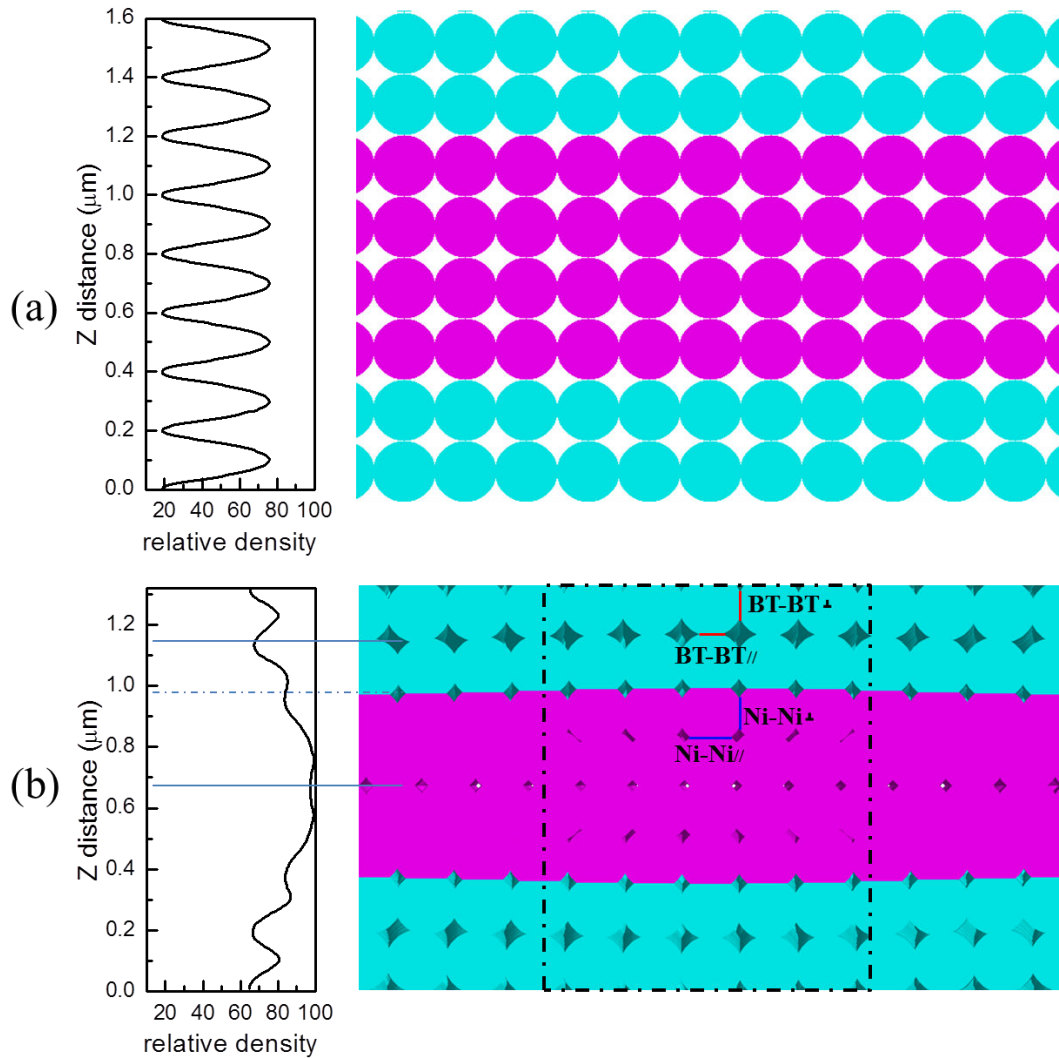 (a)
Z distance (μm)
1.6
1.4
1.2
1.0
0.8
0.6
0.4
0.2
0.0
20 40 60 80 100
relative density
(b)
Z distance (μm)
1.2
1.0
0.8
0.6
0.4
0.2
0.0
20 40 60 80 100
relative density
BT-BT⊥
BT-BT//
Ni-Ni⊥
Ni-Ni//